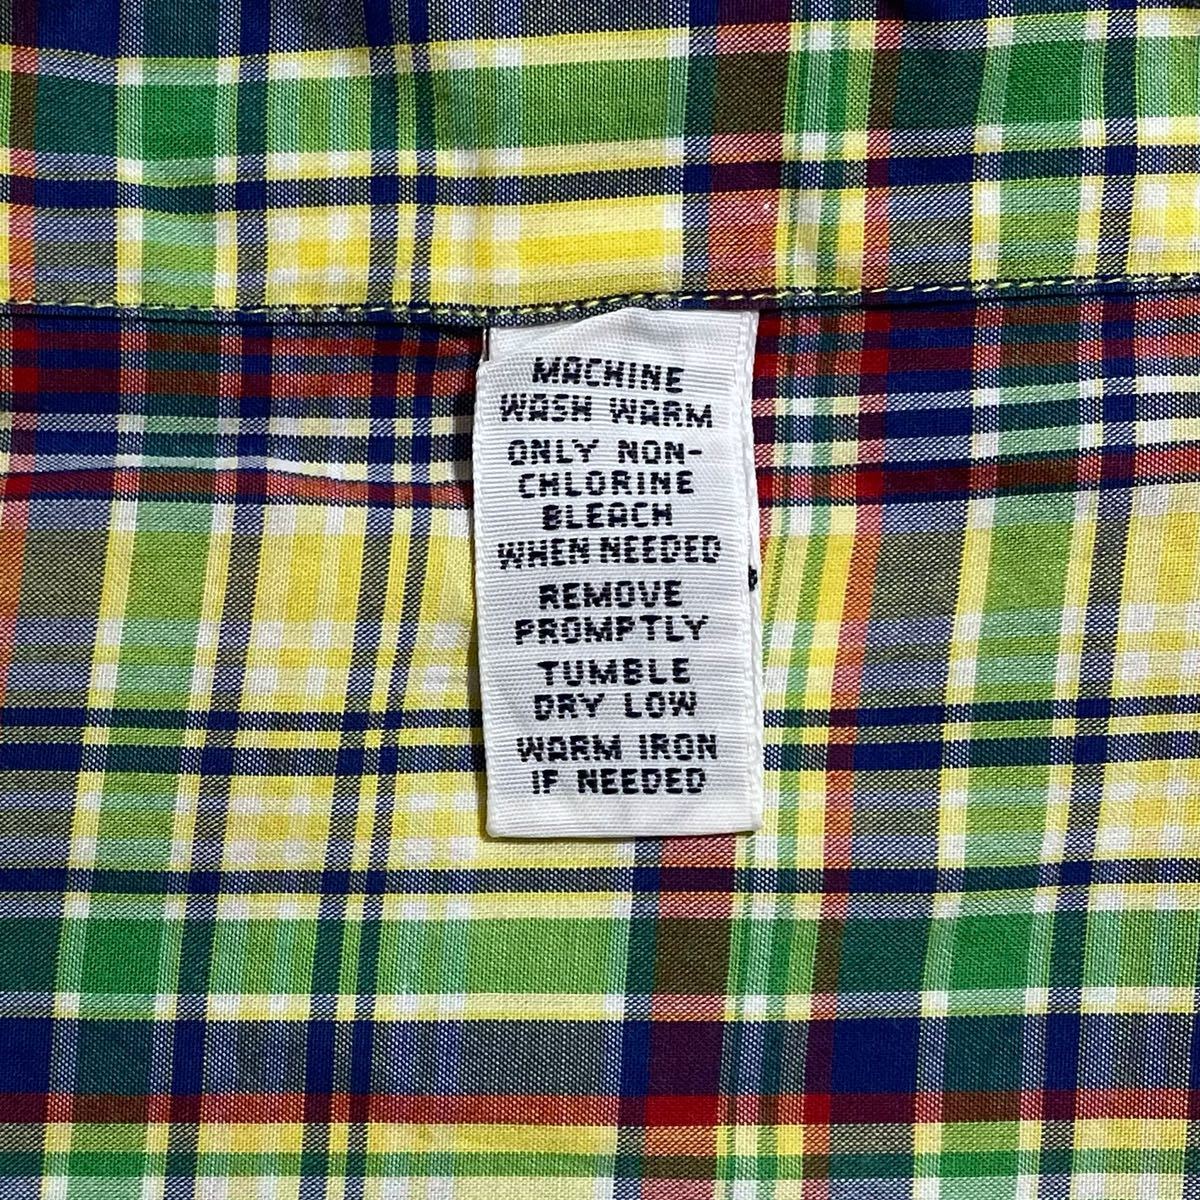 MACHINE
WASH WARM
ONLY NON-
CHLORINE
BLEACH
WHEN NEEDED
REMOVE
PROMPTLY
TUMBLE
DRY LOW
WARM IRON
IF NEEDED